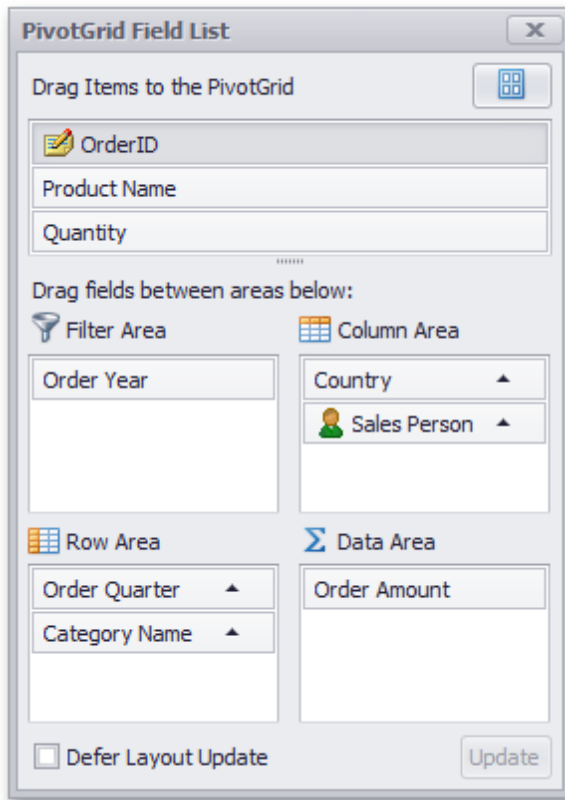 PivotGrid Field List
Drag Items to the PivotGrid
OrderID
Product Name
Quantity
Drag fields between areas below:
Filter Area
Order Year
Column Area
Country
Sales Person
Row Area
Order Quarter
Category Name
Data Area
Order Amount
Defer Layout Update
Update